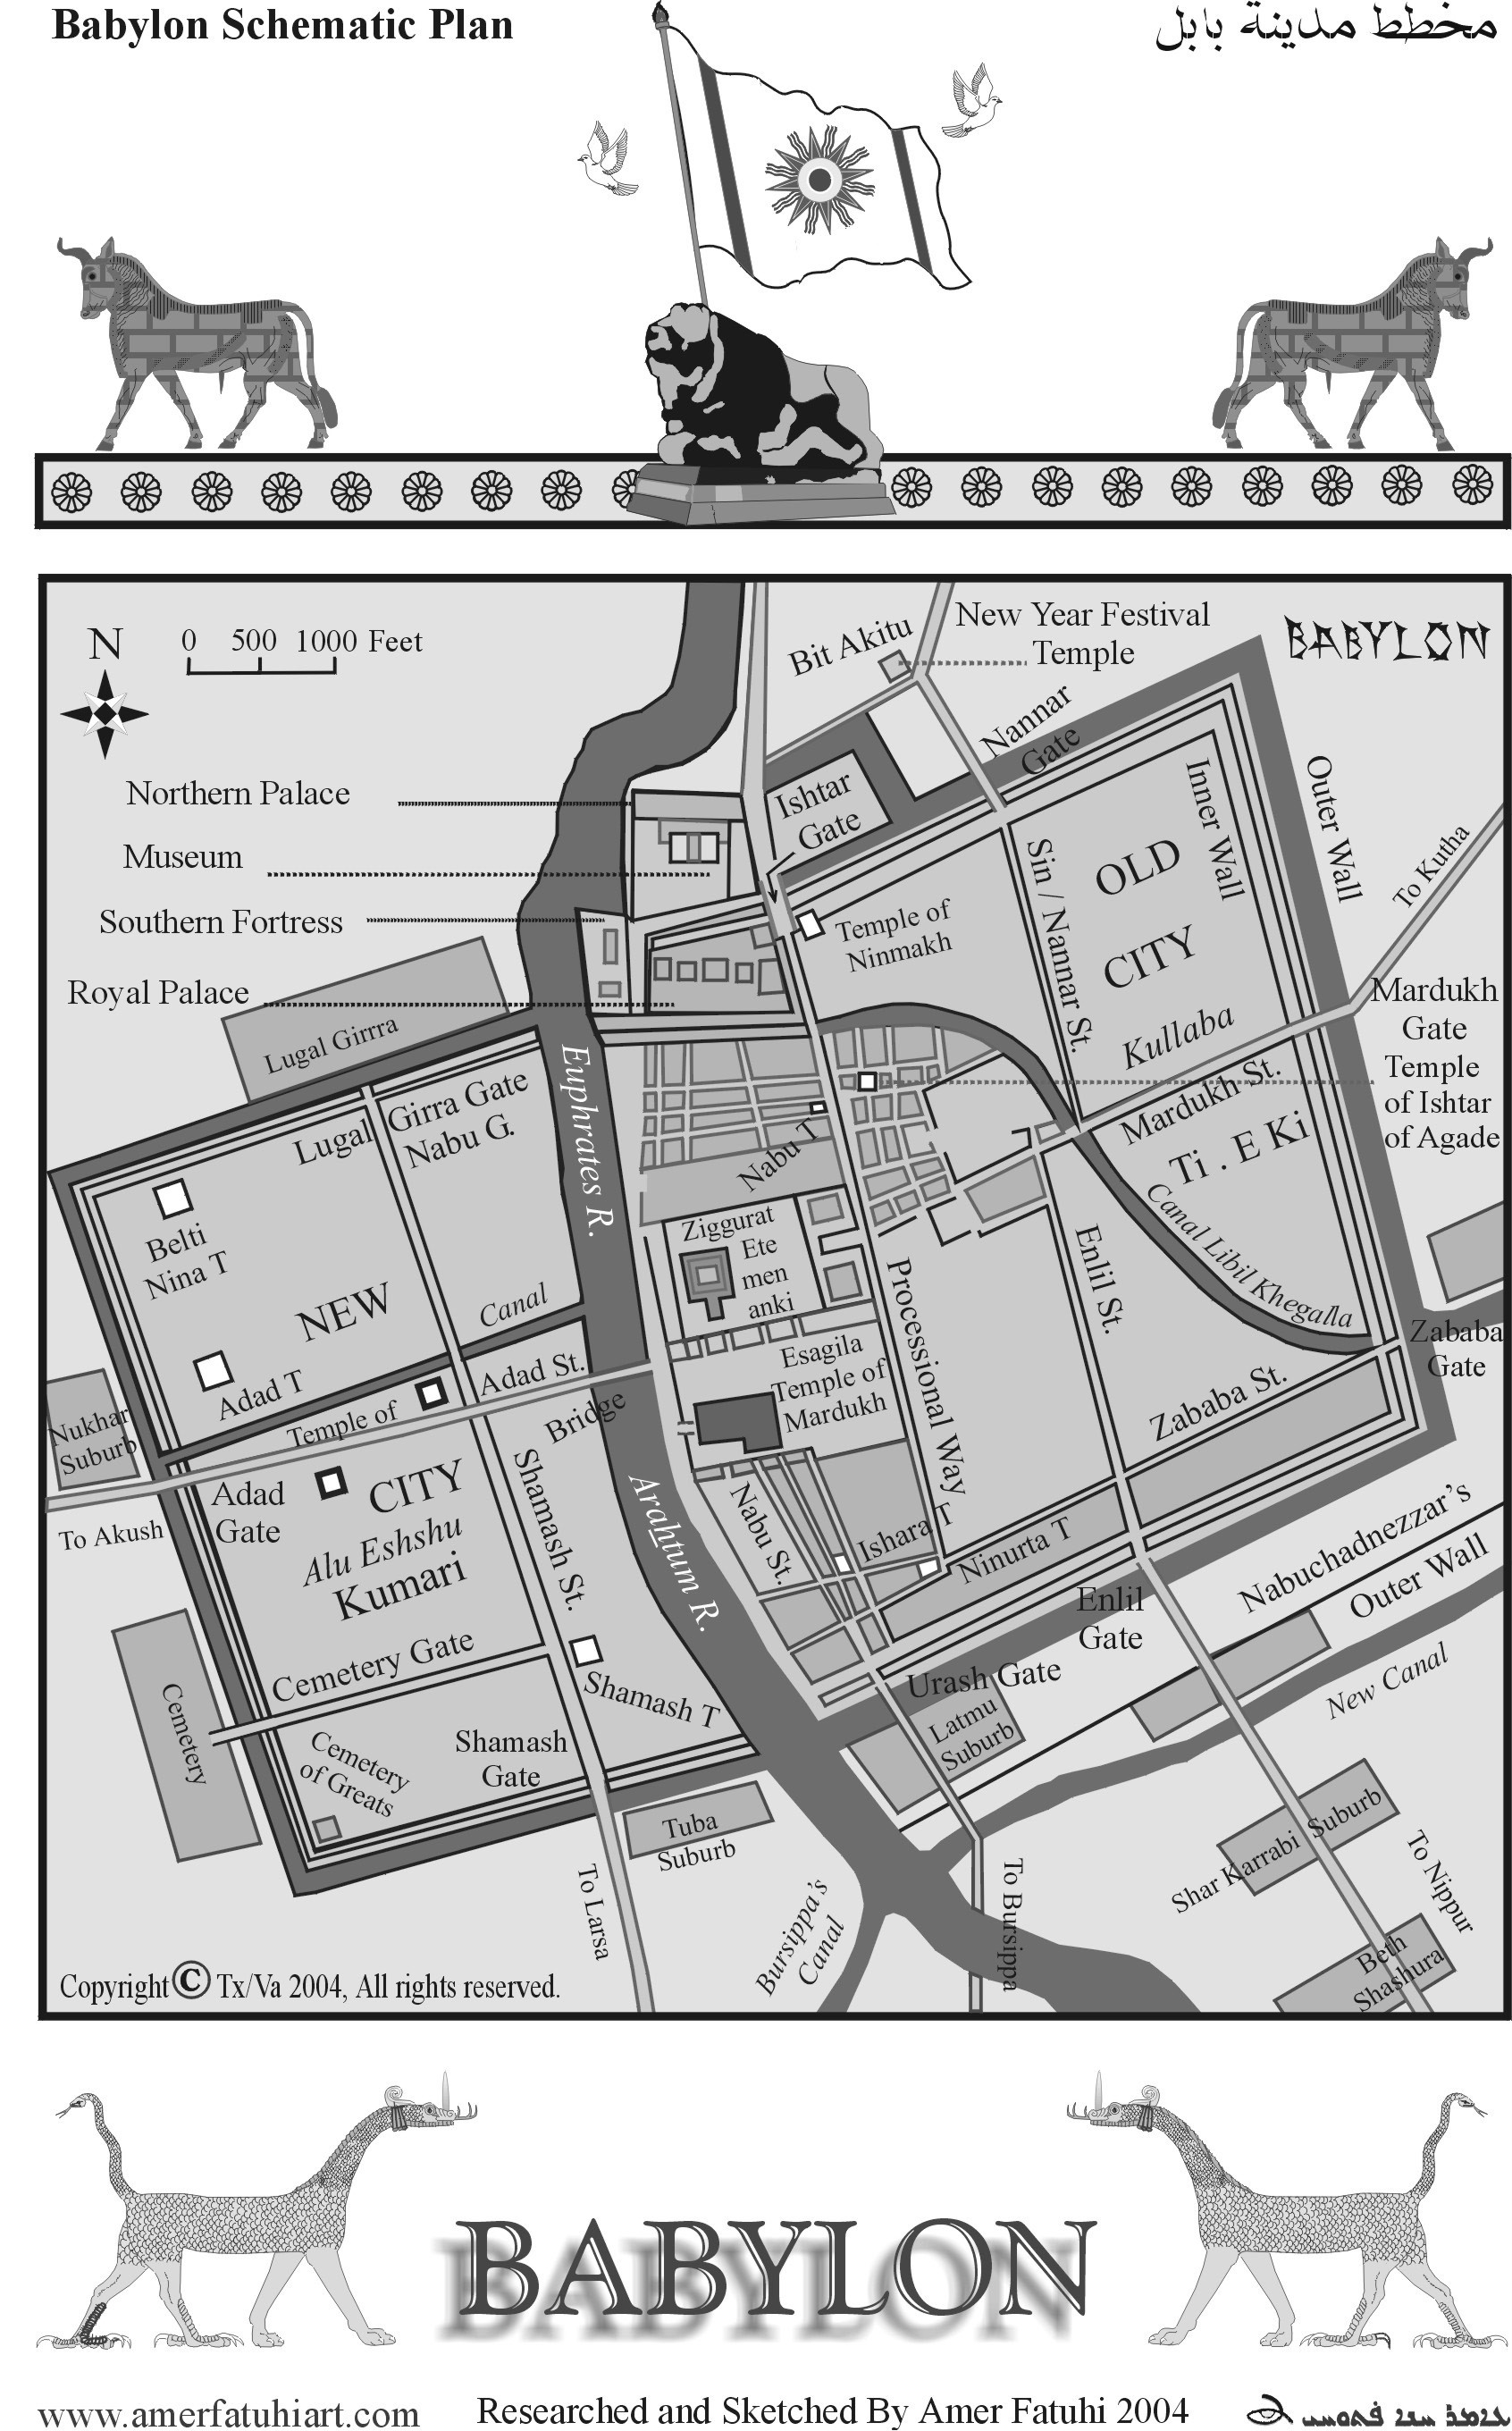 Babylon Schematic Plan
مخطط مدينة بابل
N
0 500 1000 Feet
Bit Akitu
New Year Festival
Temple
BABYLON
Nannar
Gate
Northern Palace
Museum
Southern Fortress
Royal Palace
Ishtar
Gate
Inner Wall
Outer Wall
To Kutha
OLD
CITY
Kullaba
Sin / Nannar St.
Temple of
Ninmakh
Mardukh
Gate
Temple
of Ishtar
of Agade
Lugal Girrra
Euphrates R.
Lugal Girra Gate
Nabu G.
Mardukh St.
Ti . E Ki
Canal Libil Khegalla
Nabu T
Belti
Nina T
Ziggurat
Ete
men
anki
Processional Way
Enlil St.
NEW
Canal
Zababa
Gate
Adad T
Adad St.
Esagila
Temple of
Mardukh
Zababa St.
Nukhar
Suburb
Temple of
Bridge
Adad
Gate
CITY
Alu Eshshu
Kumari
To Akush
Shamash St.
Arahtum R.
Nabu St.
Ishara T
Ninurta T
Nabuchadnezzar's
Outer Wall
Enlil
Gate
Cemetery Gate
Cemetery
Shamash T
Urash Gate
Latmu
Suburb
New Canal
Cemetery
of Greats
Shamash
Gate
Tuba
Suburb
Shar Karrabi Suburb
To Nippur
To Larsa
Bursippa's
Canal
To Bursippa
Beth
Shashura
Copyright © Tx/Va 2004, All rights reserved.
BABYLON
www.amerfatuhiart.com
Researched and Sketched By Amer Fatuhi 2004